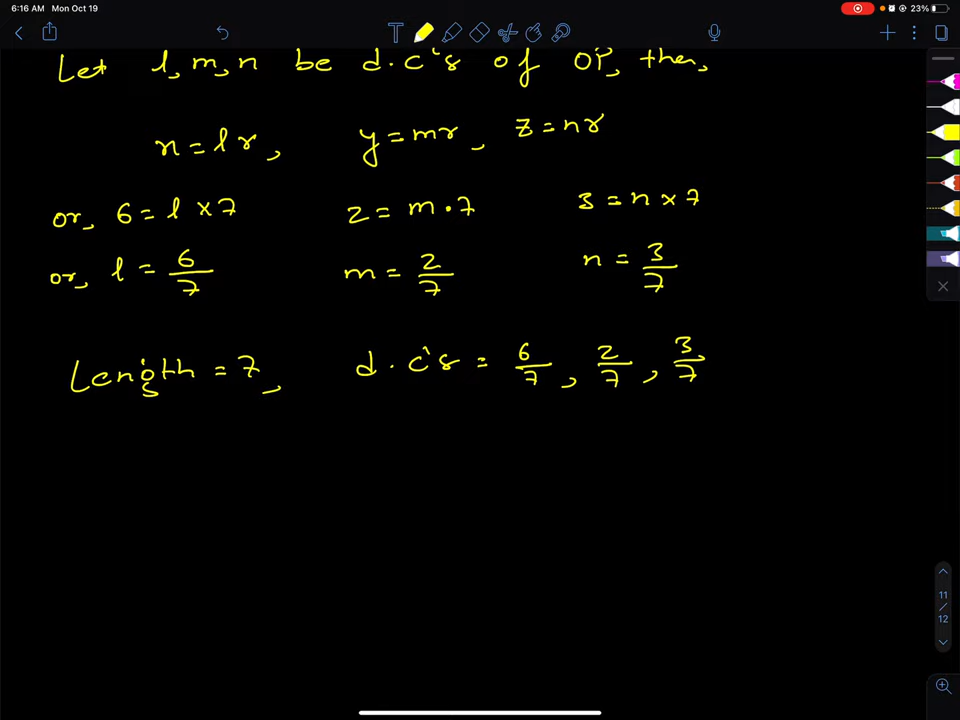 6:16 AM Mon Oct 19 23%
Let l, m, n be d.c's of OP, then,
x = l r, y = mr, z = nr
or, 6 = l × 7 2 = m · 7 3 = n × 7
or, l = 6/7 m = 2/7 n = 3/7
Length = 7, d.c's = 6/7, 2/7, 3/7
11
/
12